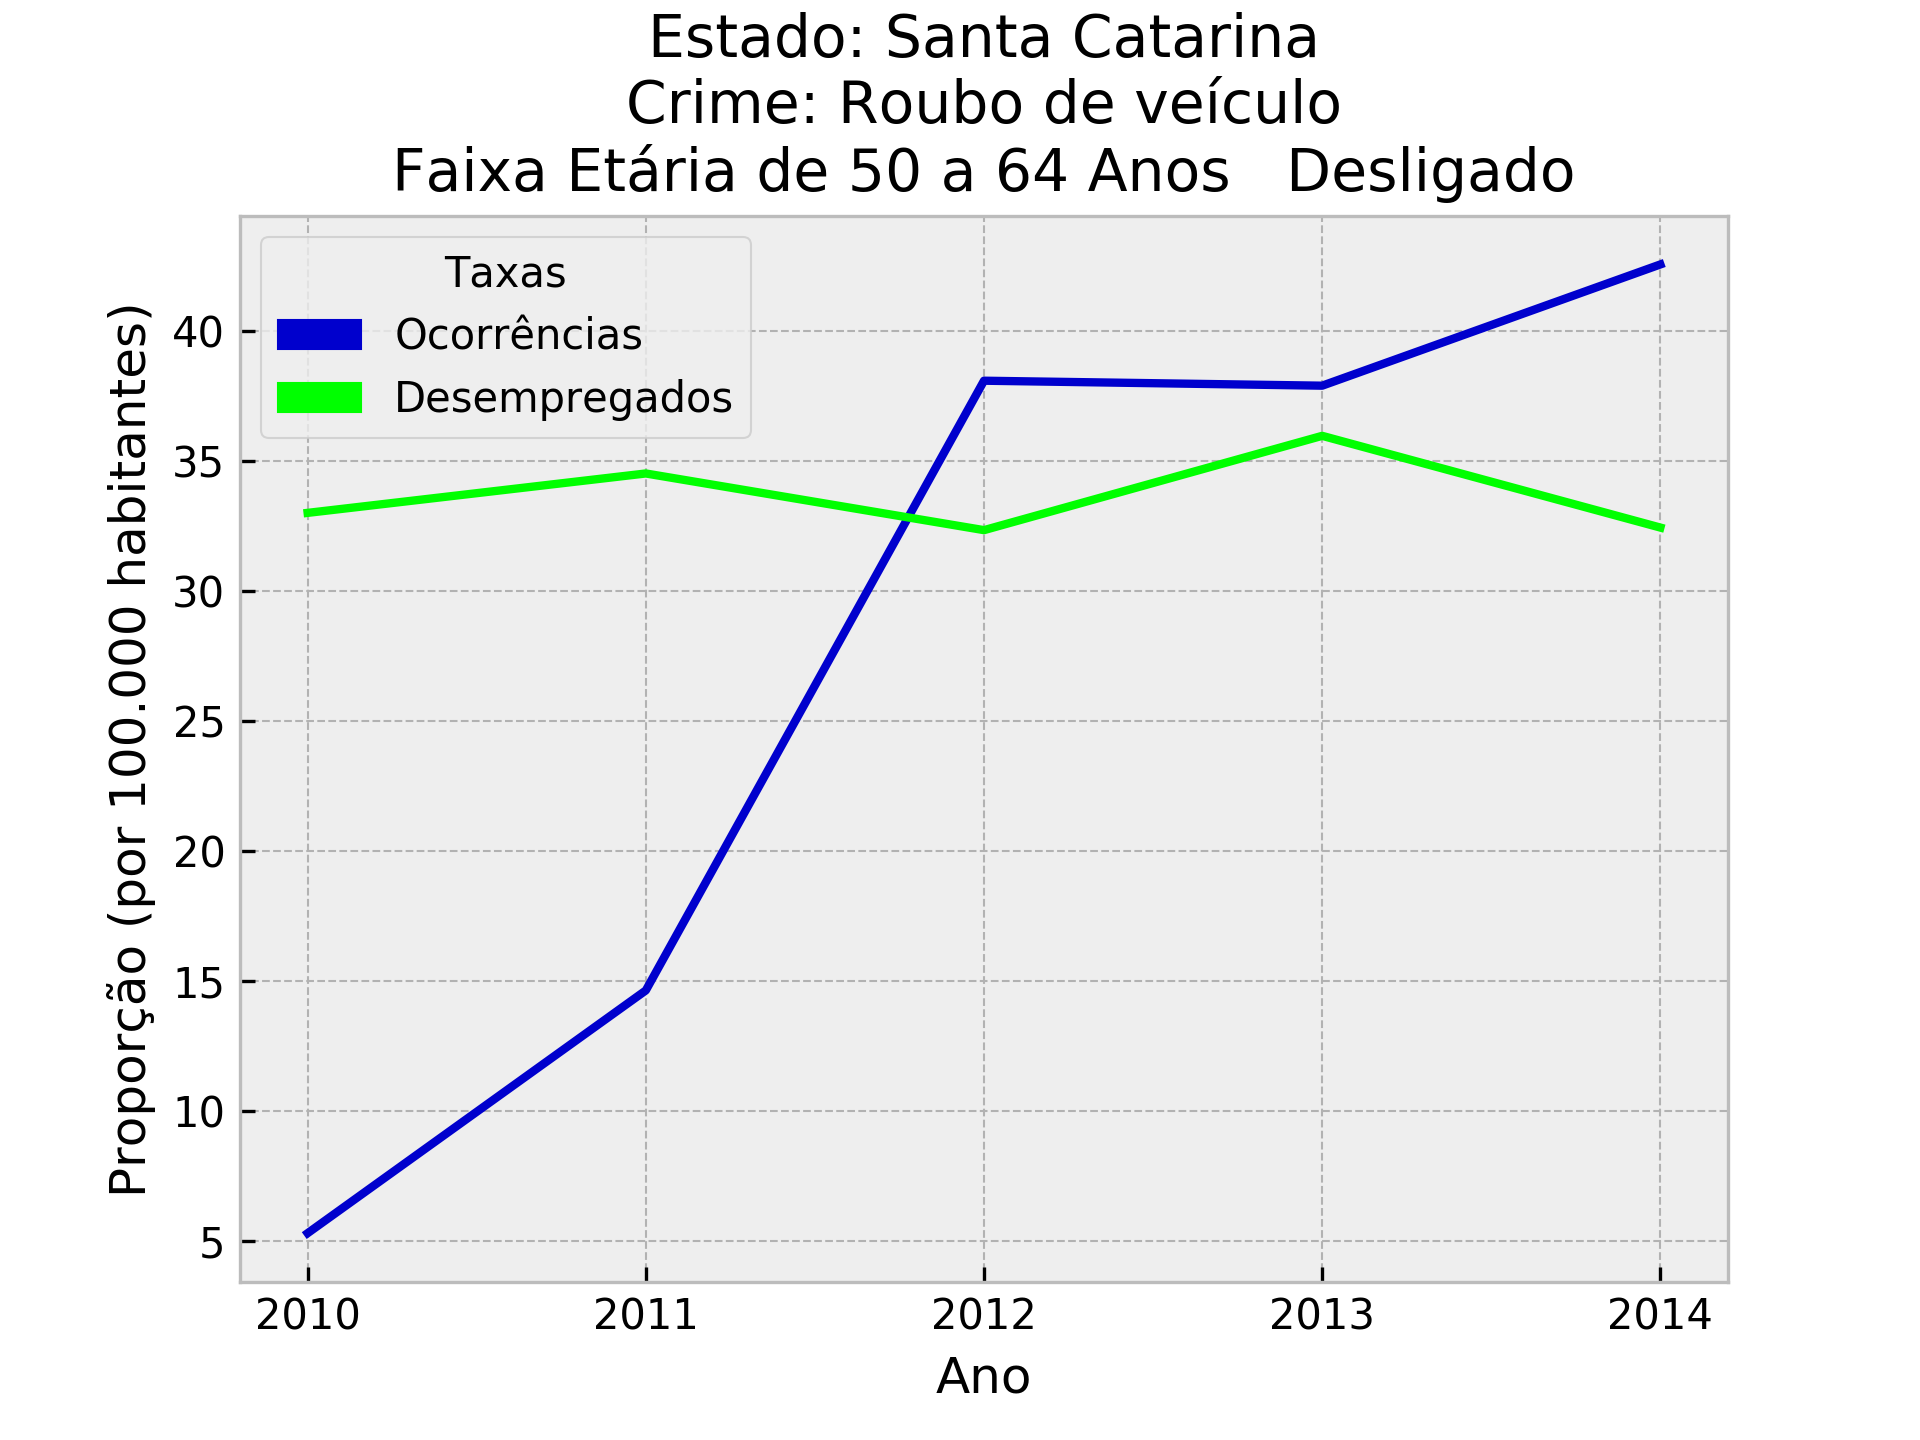 Estado: Santa Catarina
Crime: Roubo de veículo
Faixa Etária de 50 a 64 Anos   Desligado
Taxas
Ocorrências
Desempregados
Proporção (por 100.000 habitantes)
40
35
30
25
20
15
10
5
2010 2011 2012 2013 2014
Ano